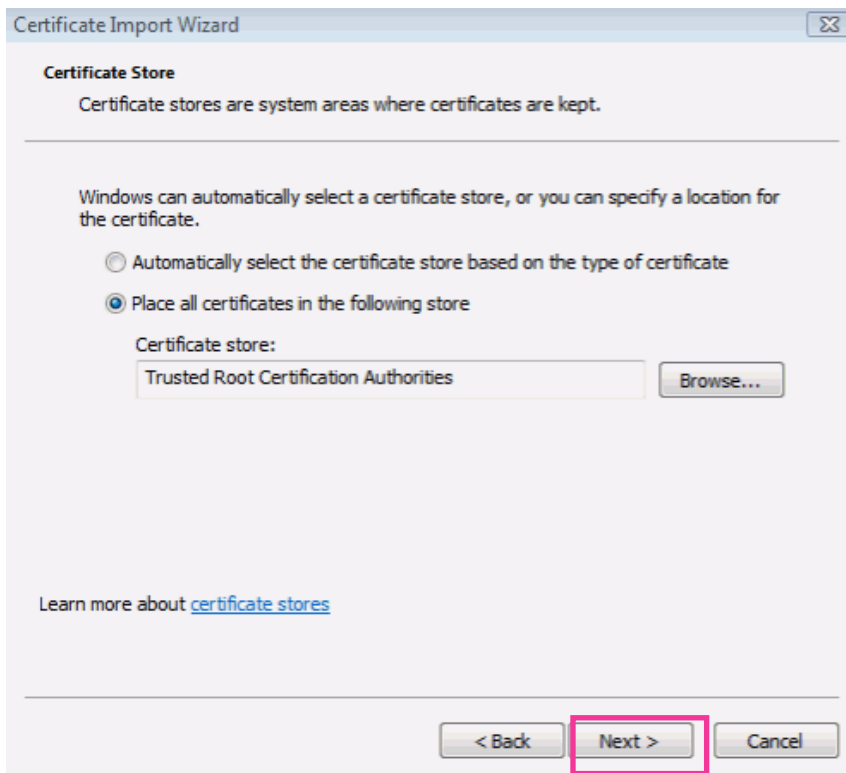 Certificate Import Wizard
Certificate Store
Certificate stores are system areas where certificates are kept.
Windows can automatically select a certificate store, or you can specify a location for
the certificate.
Automatically select the certificate store based on the type of certificate
Place all certificates in the following store
Certificate store:
Trusted Root Certification Authorities
Browse...
Learn more about certificate stores
< Back Next > Cancel